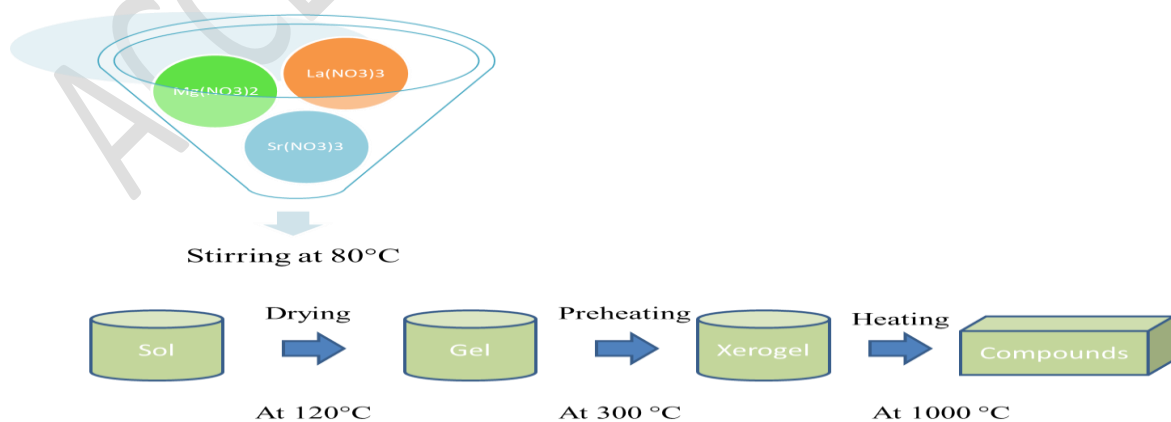 ACCE
La(NO3)3
Mg(NO3)2
Sr(NO3)3
Stirring at 80°C
Drying
Preheating
Heating
Sol
Gel
Xerogel
Compounds
At 120°C
At 300 °C
At 1000 °C